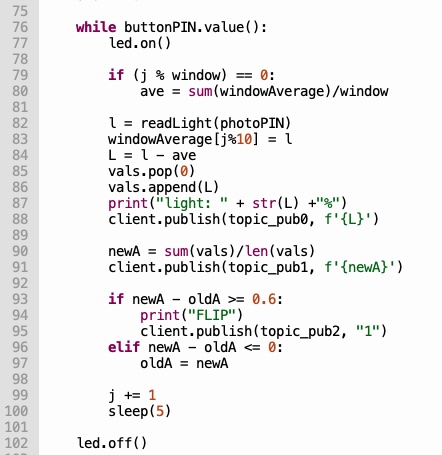 75
76 while buttonPIN.value():
77 led.on()
78
79 if (j % window) == 0:
80 ave = sum(windowAverage)/window
81
82 l = readLight(photoPIN)
83 windowAverage[j%10] = l
84 L = l - ave
85 vals.pop(0)
86 vals.append(L)
87 print("light: " + str(L) +"%")
88 client.publish(topic_pub0, f'{L}')
89
90 newA = sum(vals)/len(vals)
91 client.publish(topic_pub1, f'{newA}')
92
93 if newA - oldA >= 0.6:
94 print("FLIP")
95 client.publish(topic_pub2, "1")
96 elif newA - oldA <= 0:
97 oldA = newA
98
99 j += 1
100 sleep(5)
101
102 led.off()